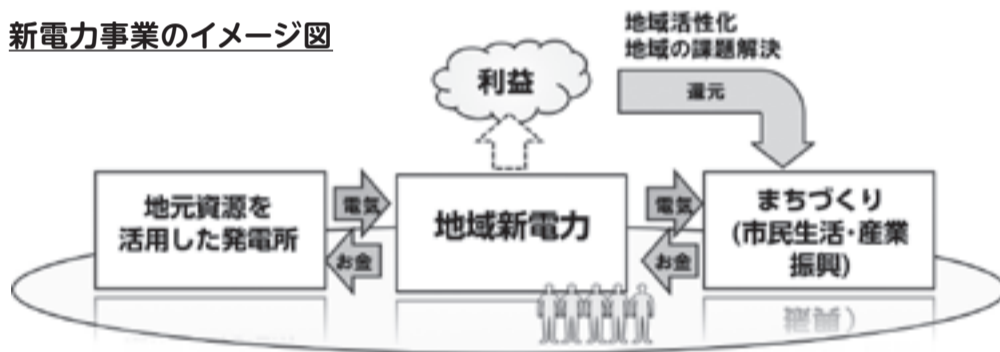 新電力事業のイメージ図
地域活性化
地域の課題解決
利益
還元
地元資源を
活用した発電所
電気
お金
地域新電力
電気
お金
まちづくり
(市民生活・産業
振興)